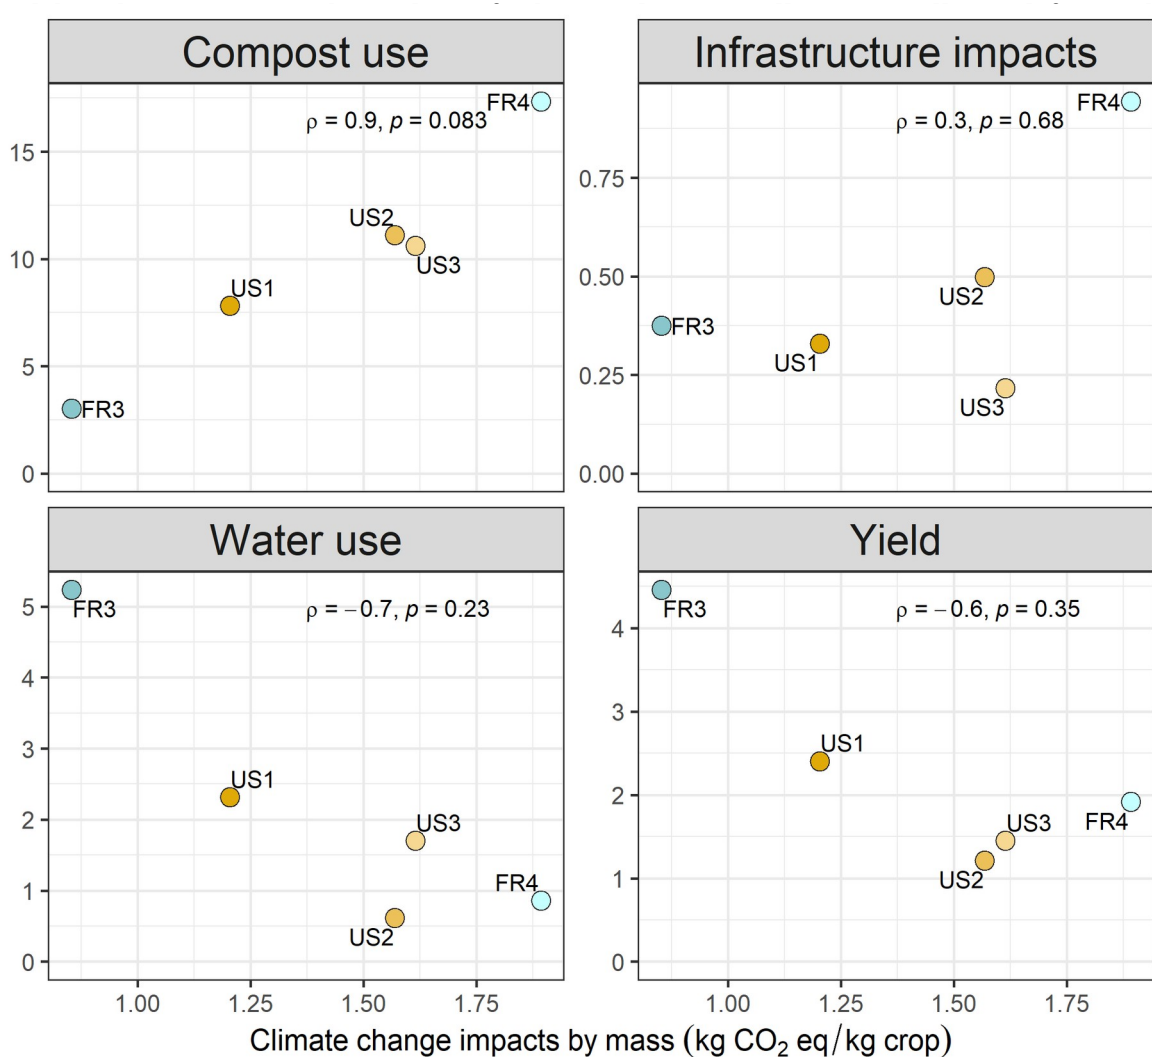 Compost use
Infrastructure impacts
FR4
ρ = 0.9, p = 0.083
15
US2
10
US3
US1
5
FR3
0
FR4
ρ = 0.3, p = 0.68
0.75
0.50
US2
FR3
US1
0.25
US3
0.00
Water use
Yield
5
FR3
ρ = −0.7, p = 0.23
4
3
US1
2
US3
1
FR4
US2
0
FR3
ρ = −0.6, p = 0.35
4
3
US1
2
US3
FR4
US2
1
0
1.00 1.25 1.50 1.75
1.00 1.25 1.50 1.75
Climate change impacts by mass (kg CO₂ eq/kg crop)